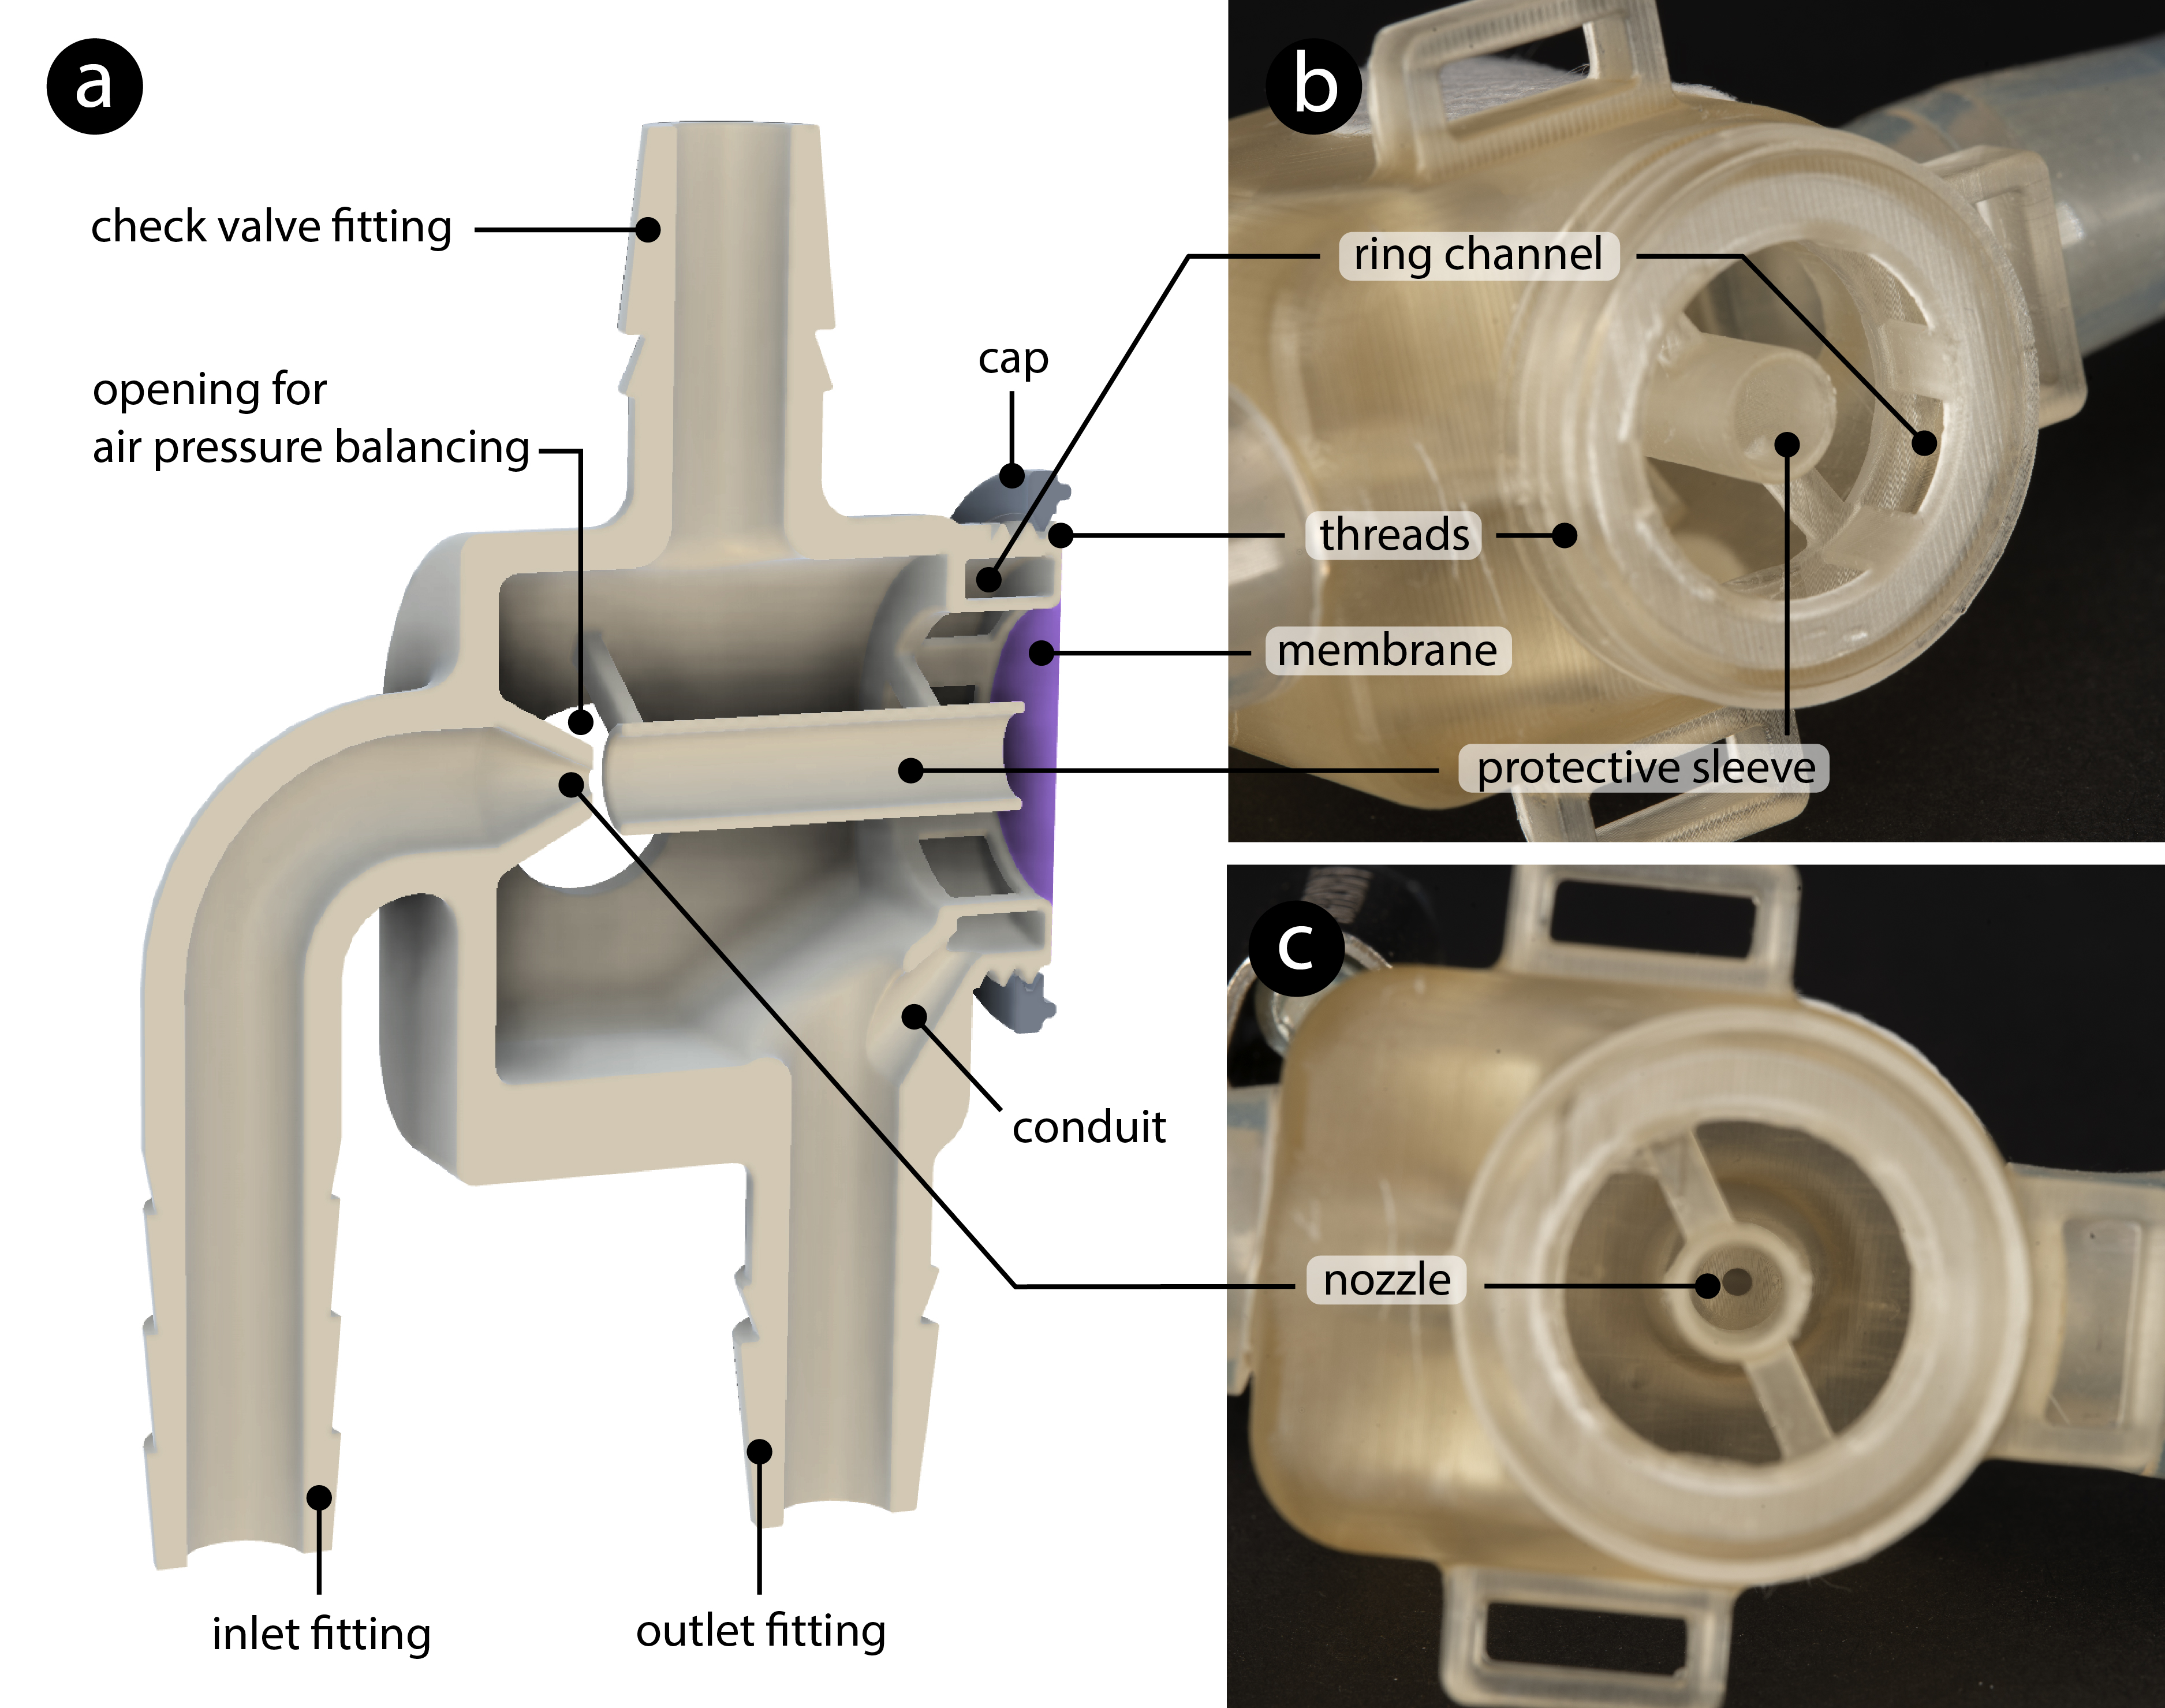 a
check valve fitting
opening for
air pressure balancing
cap
conduit
inlet fitting
outlet fitting
b
ring channel
threads
membrane
protective sleeve
c
nozzle